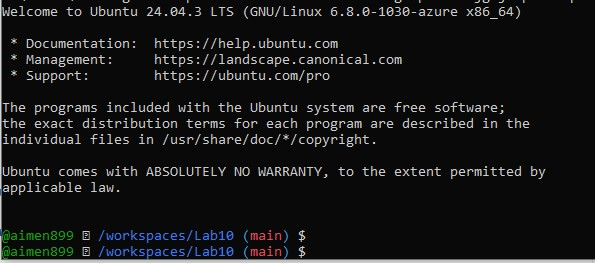 Welcome to Ubuntu 24.04.3 LTS (GNU/Linux 6.8.0-1030-azure x86_64)
* Documentation: https://help.ubuntu.com
* Management: https://landscape.canonical.com
* Support: https://ubuntu.com/pro
The programs included with the Ubuntu system are free software;
the exact distribution terms for each program are described in the
individual files in /usr/share/doc/*/copyright.
Ubuntu comes with ABSOLUTELY NO WARRANTY, to the extent permitted by
applicable law.
@aimen899 /workspaces/Lab10 (main) $
@aimen899 /workspaces/Lab10 (main) $